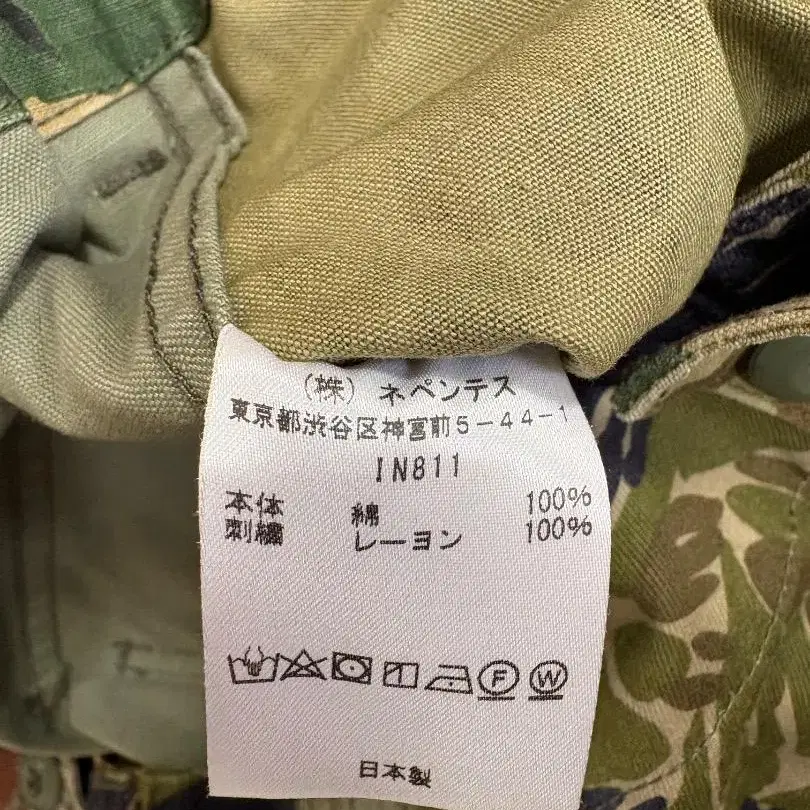 （株）ネペンテス
東京都渋谷区神宮前5-44-1
IN811
本体 綿 100%
刺繍 レーヨン 100%
F W
日本製